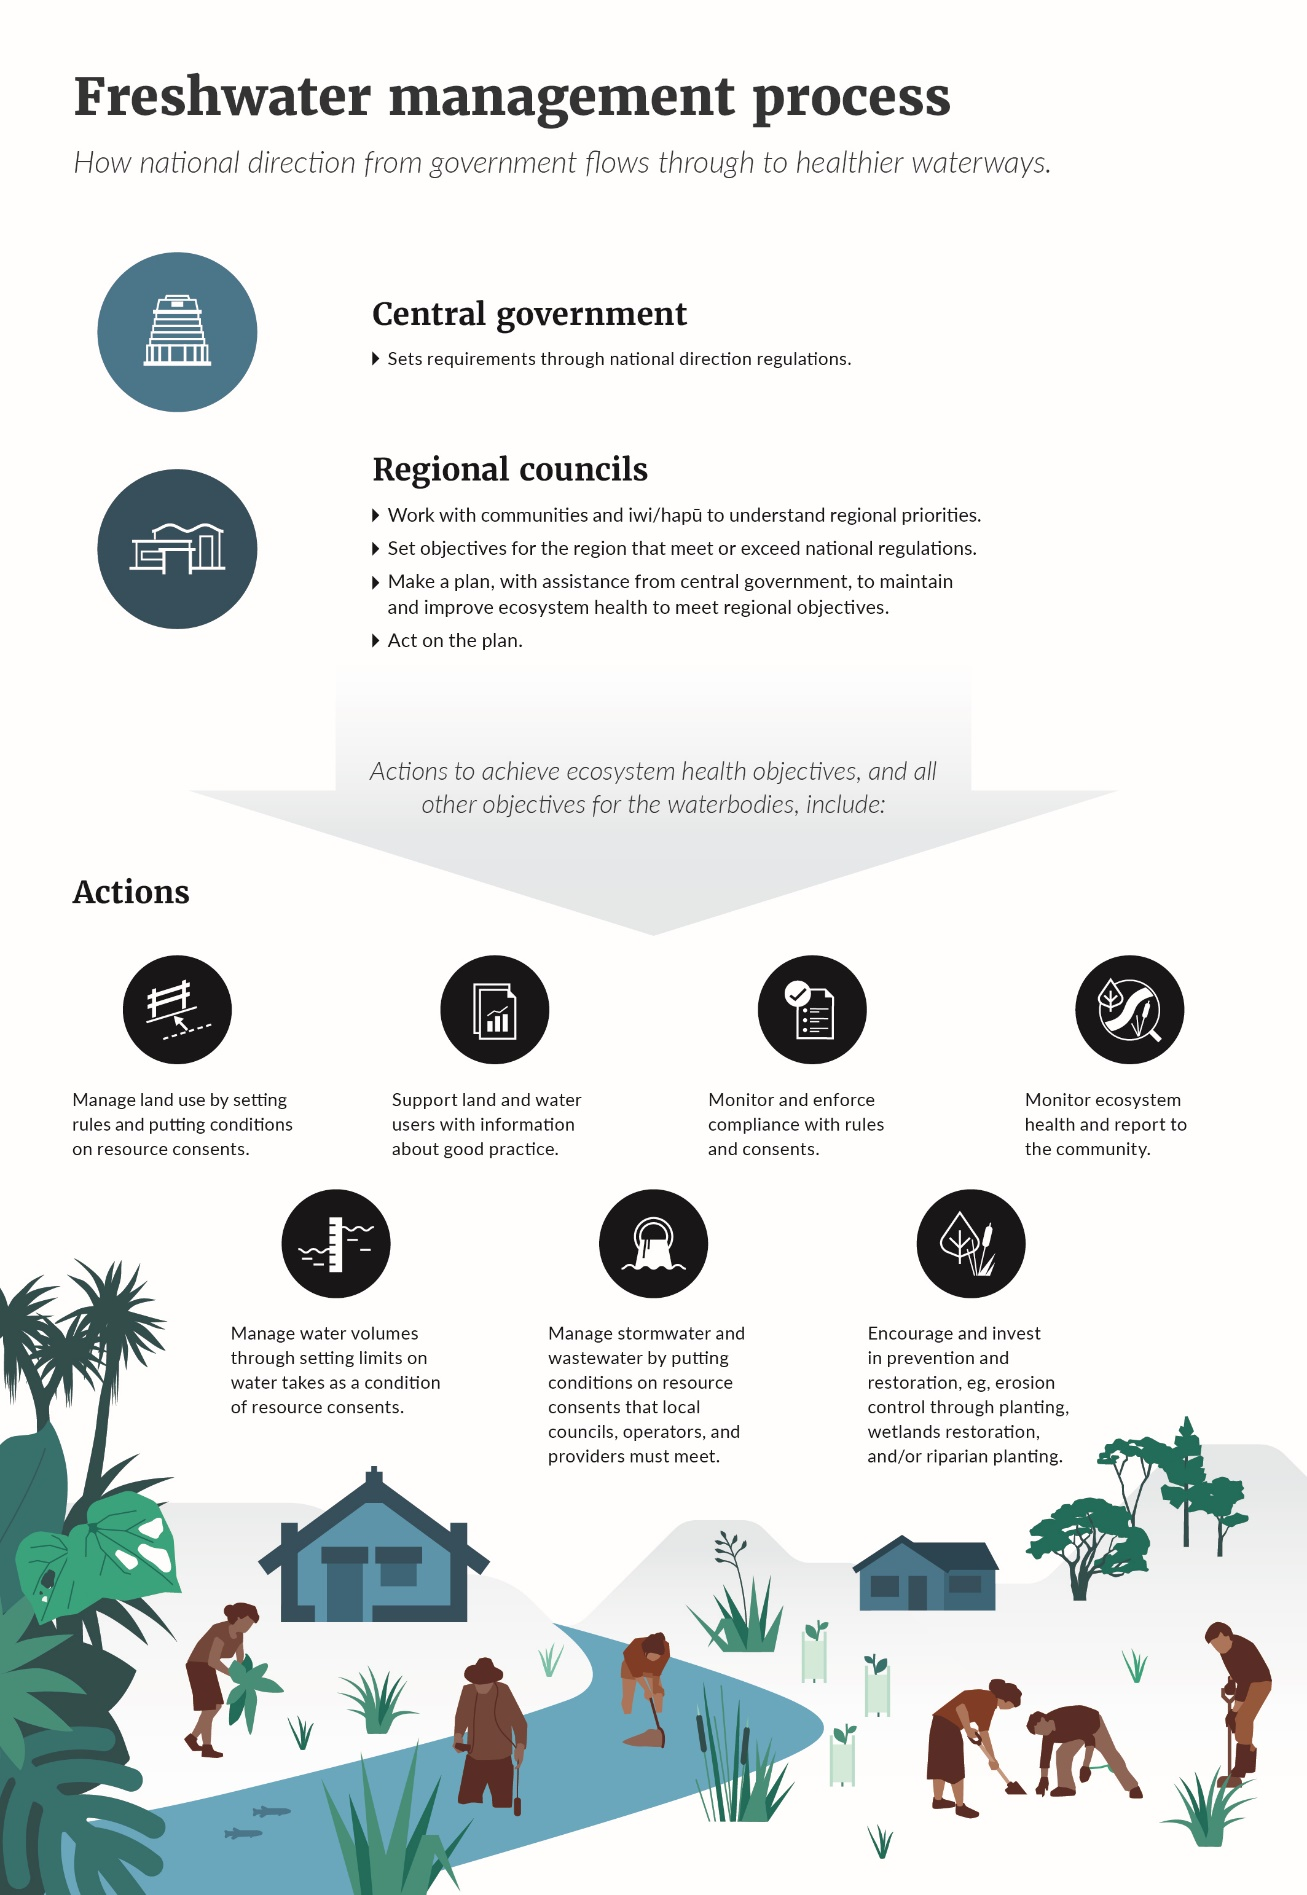 Freshwater management process
How national direction from government flows through to healthier waterways.
Central government
Sets requirements through national direction regulations.
Regional councils
Work with communities and iwi/hapū to understand regional priorities.
Set objectives for the region that meet or exceed national regulations.
Make a plan, with assistance from central government, to maintain
and improve ecosystem health to meet regional objectives.
Act on the plan.
Actions to achieve ecosystem health objectives, and all
other objectives for the waterbodies, include:
Actions
Manage land use by setting
rules and putting conditions
on resource consents.
Support land and water
users with information
about good practice.
Monitor and enforce
compliance with rules
and consents.
Monitor ecosystem
health and report to
the community.
Manage water volumes
through setting limits on
water takes as a condition
of resource consents.
Manage stormwater and
wastewater by putting
conditions on resource
consents that local
councils, operators, and
providers must meet.
Encourage and invest
in prevention and
restoration, eg, erosion
control through planting,
wetlands restoration,
and/or riparian planting.